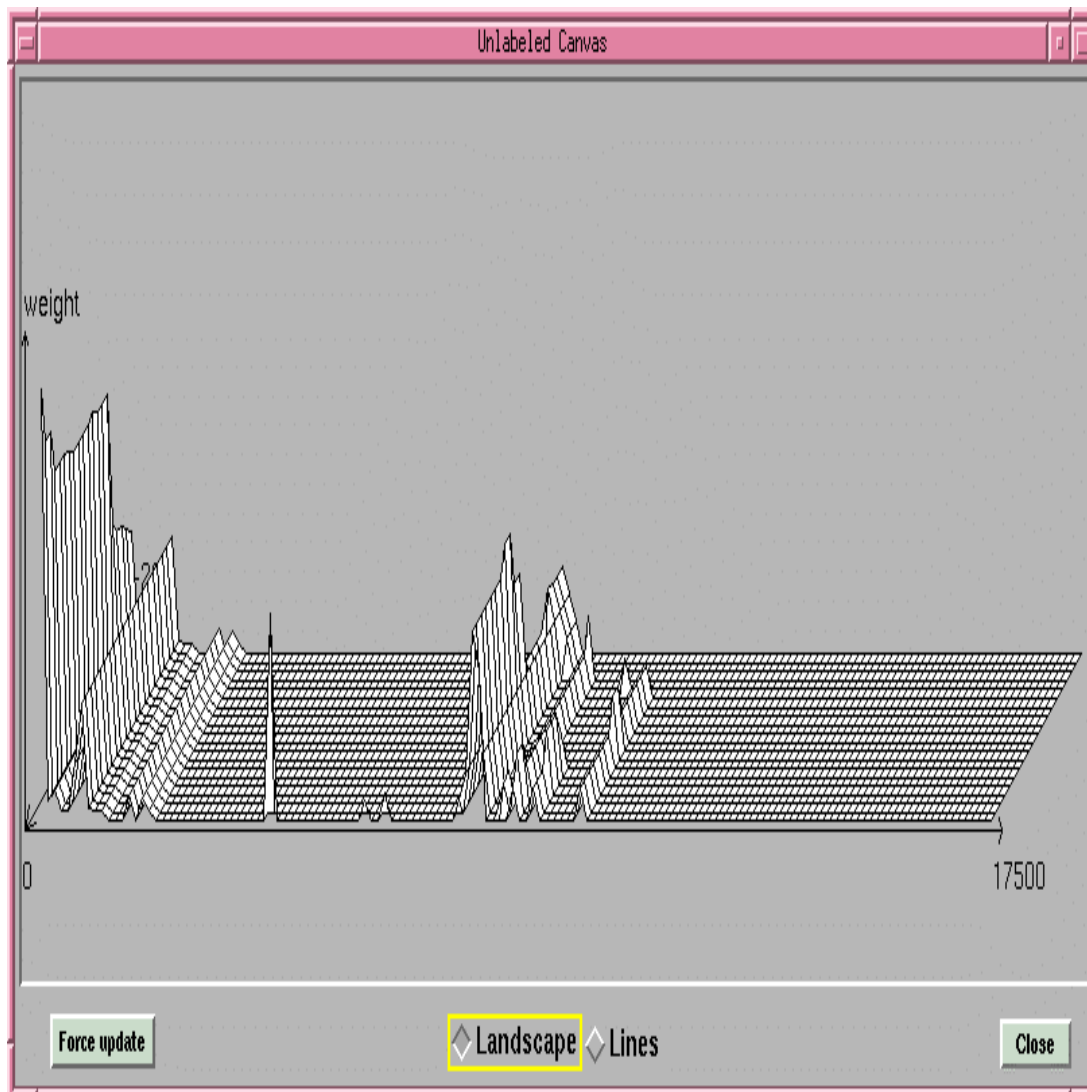 Unlabeled Canvas
weight
0
17500
Force update
Landscape
Lines
Close